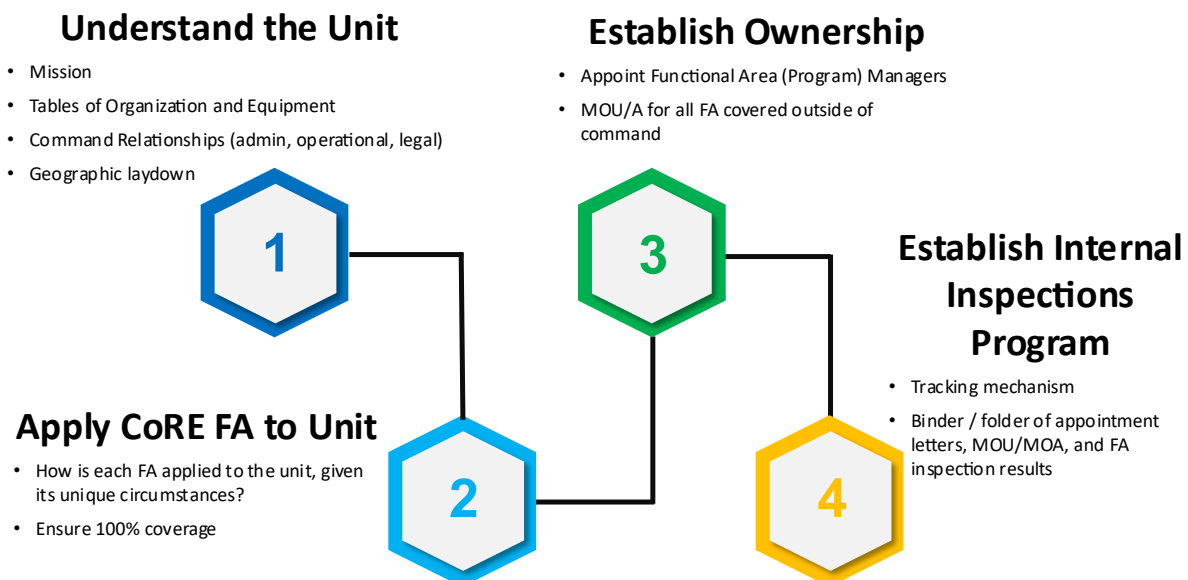 Understand the Unit
• Mission
• Tables of Organization and Equipment
• Command Relationships (admin, operational, legal)
• Geographic laydown
1
Apply CoRE FA to Unit
• How is each FA applied to the unit, given
its unique circumstances?
• Ensure 100% coverage
2
Establish Ownership
• Appoint Functional Area (Program) Managers
• MOU/A for all FA covered outside of
command
3
Establish Internal
Inspections
Program
• Tracking mechanism
• Binder / folder of appointment
letters, MOU/MOA, and FA
inspection results
4